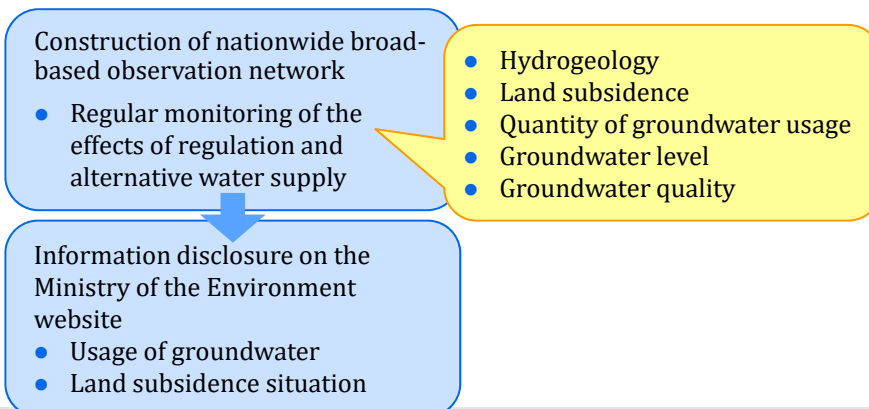 Construction of nationwide broad-
based observation network
● Regular monitoring of the
effects of regulation and
alternative water supply
● Hydrogeology
● Land subsidence
● Quantity of groundwater usage
● Groundwater level
● Groundwater quality
Information disclosure on the
Ministry of the Environment
website
● Usage of groundwater
● Land subsidence situation